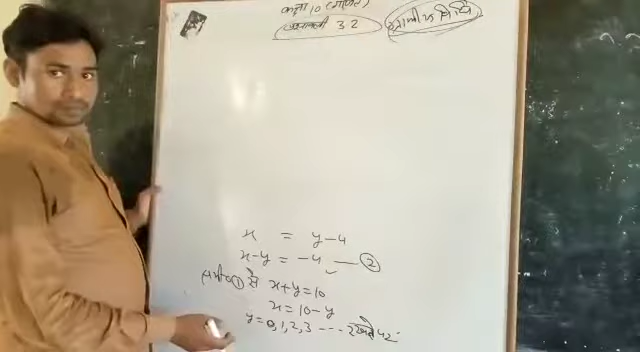 कक्षा 10 (गणित)
प्रश्नावली 3.2
ग्राफीय विधि
x = y-4
x-y = -4 — ②
समी० ① से x+y=10
x = 10-y
y=0,1,2,3 --- रखने पर